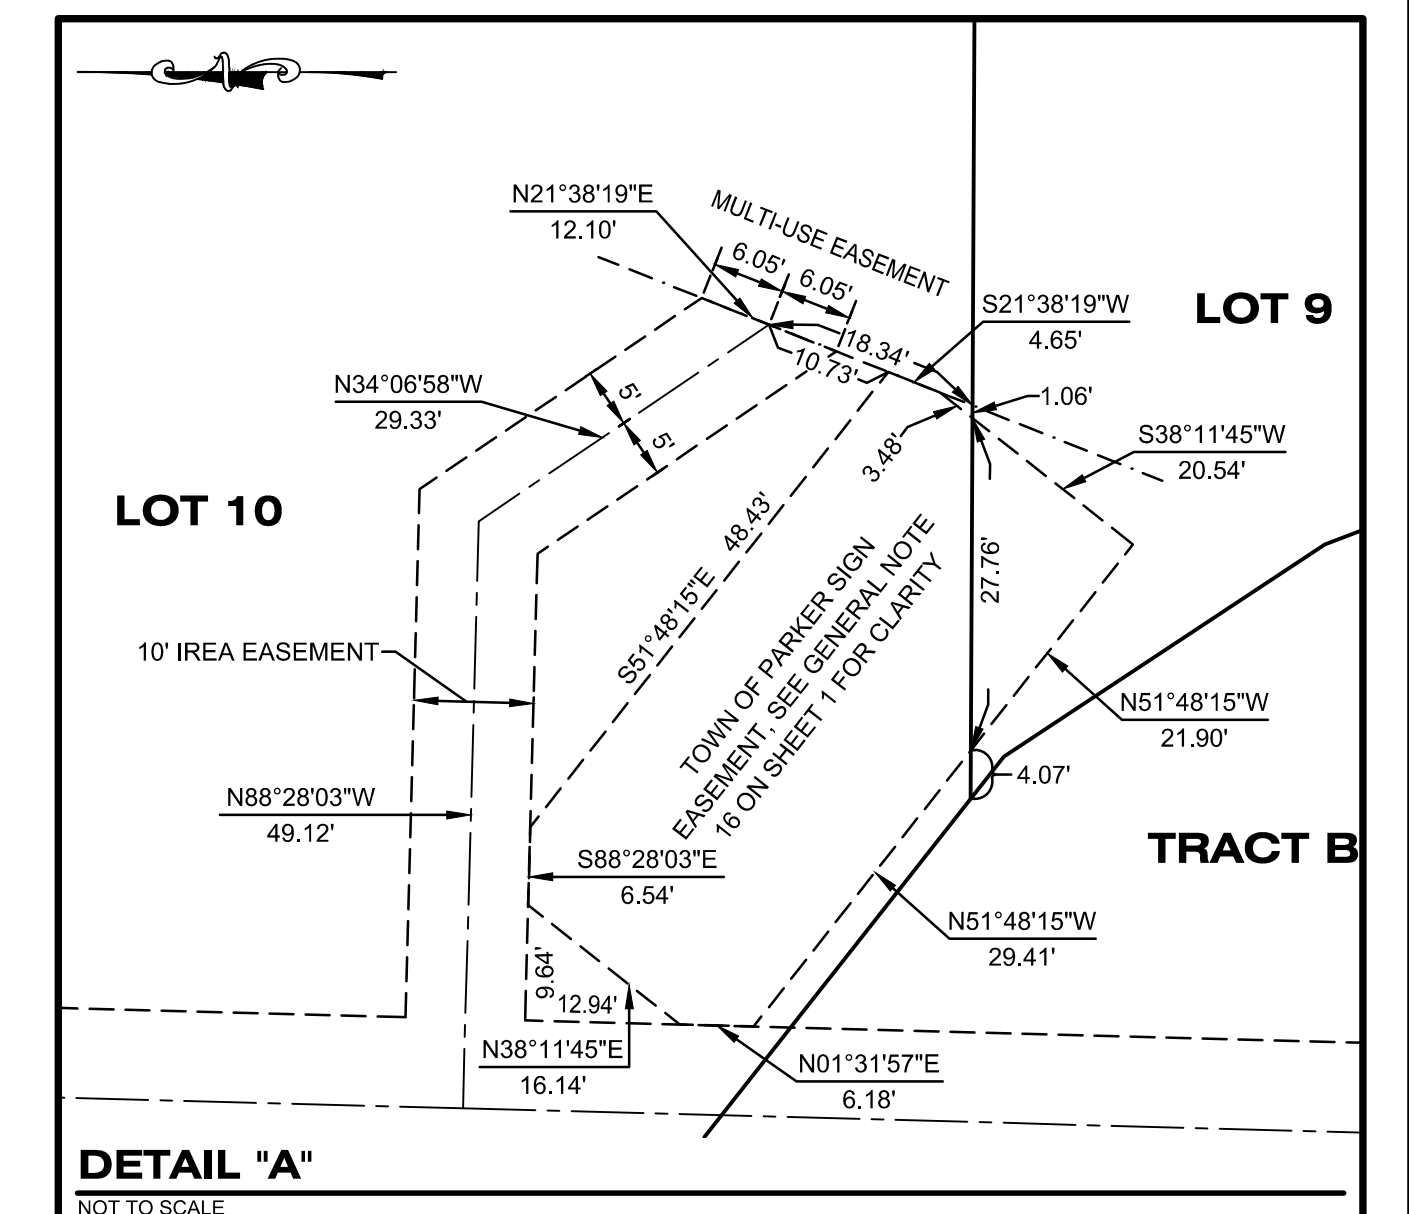 N21°38'19"E
12.10'
MULTI-USE EASEMENT
6.05'
6.05'
S21°38'19"W
4.65'
LOT 9
18.34'
10.73'
1.06'
N34°06'58"W
29.33'
5'
5'
3.48'
S38°11'45"W
20.54'
LOT 10
S51°48'15"E 48.43'
27.76'
TOWN OF PARKER SIGN
EASEMENT, SEE GENERAL NOTE
16 ON SHEET 1 FOR CLARITY
10' IREA EASEMENT
N51°48'15"W
21.90'
4.07'
N88°28'03"W
49.12'
TRACT B
S88°28'03"E
6.54'
N51°48'15"W
29.41'
9.64'
12.94'
N38°11'45"E
16.14'
N01°31'57"E
6.18'
DETAIL "A"
NOT TO SCALE